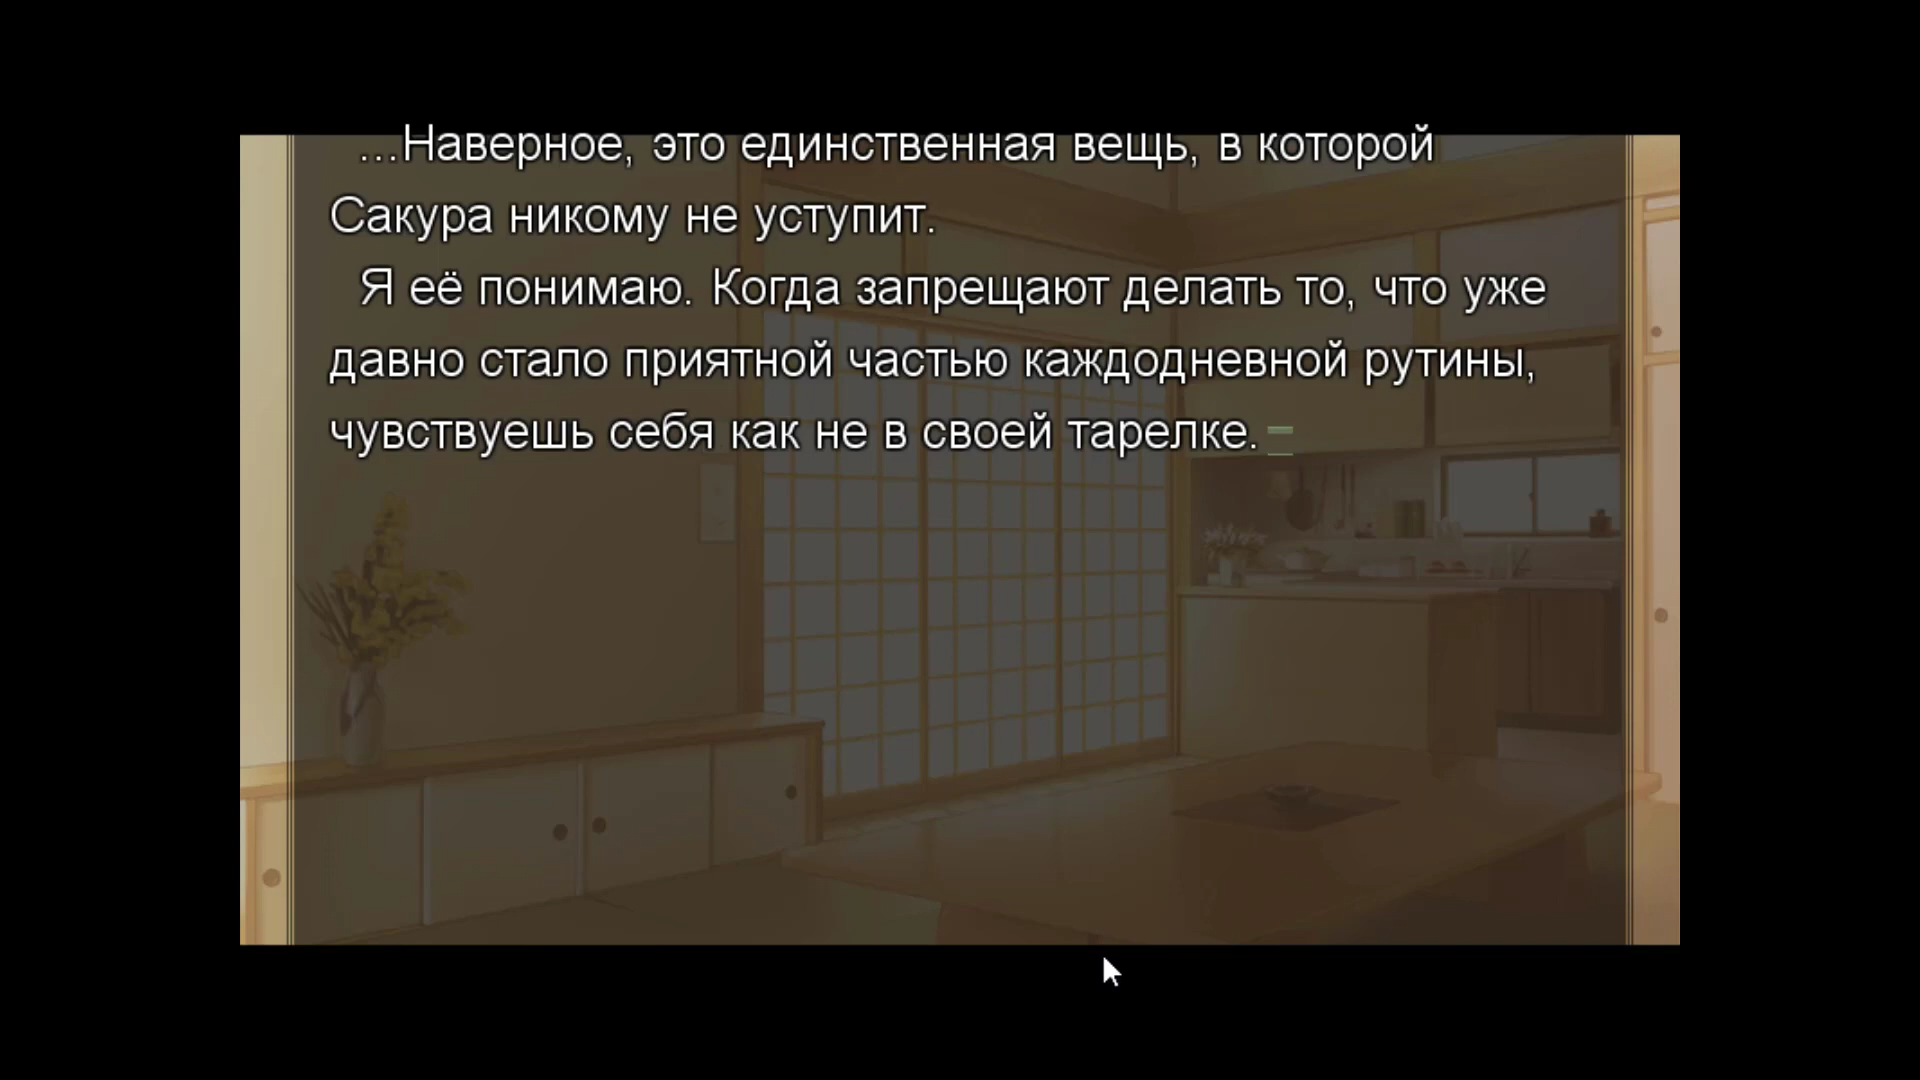 ...Наверное, это единственная вещь, в которой
Сакура никому не уступит.
Я её понимаю. Когда запрещают делать то, что уже
давно стало приятной частью каждодневной рутины,
чувствуешь себя как не в своей тарелке.